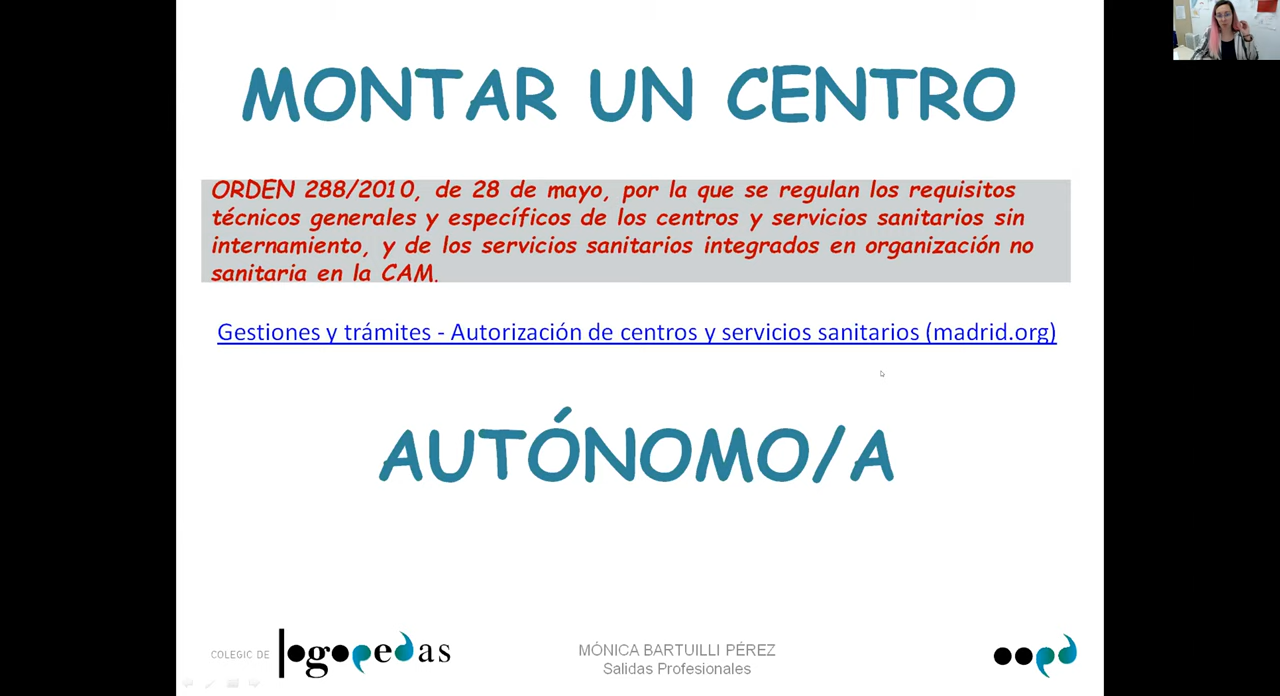 MONTAR UN CENTRO
ORDEN 288/2010, de 28 de mayo, por la que se regulan los requisitos
técnicos generales y específicos de los centros y servicios sanitarios sin
internamiento, y de los servicios sanitarios integrados en organización no
sanitaria en la CAM.
Gestiones y trámites - Autorización de centros y servicios sanitarios (madrid.org)
AUTÓNOMO/A
COLEGIC DE logopedas
MÓNICA BARTUILLI PÉREZ
Salidas Profesionales